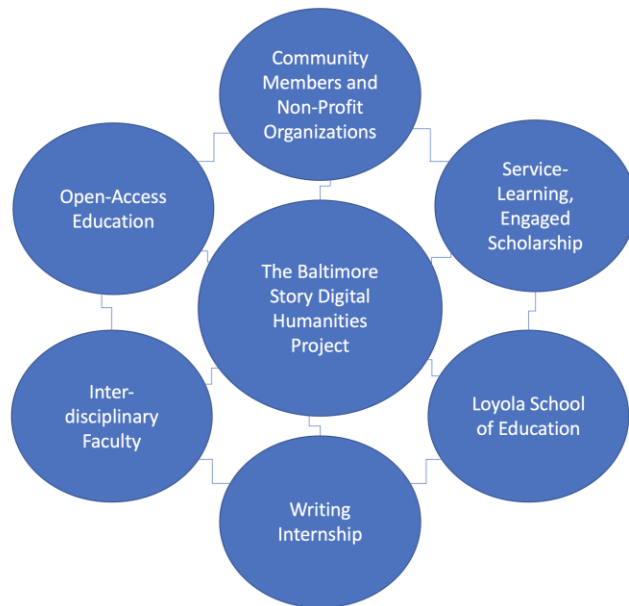 Community
Members and
Non-Profit
Organizations
Open-Access
Education
Service-
Learning,
Engaged
Scholarship
The Baltimore
Story Digital
Humanities
Project
Inter-
disciplinary
Faculty
Loyola School
of Education
Writing
Internship